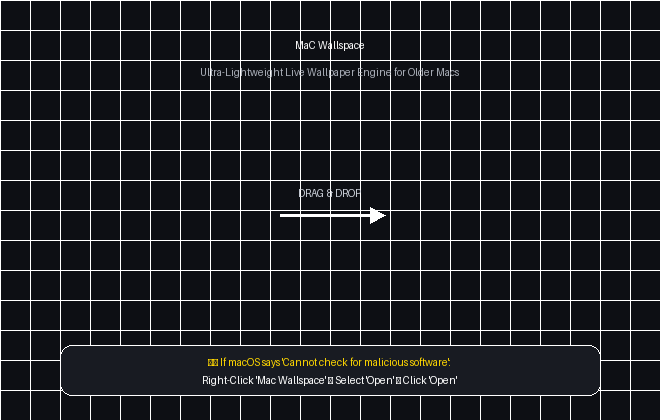 MaC Wallspace
Ultra-Lightweight Live Wallpaper Engine for Older Macs
DRAG & DROP
If macOS says 'Cannot check for malicious software':
Right-Click 'Mac Wallspace' Select 'Open' Click 'Open'